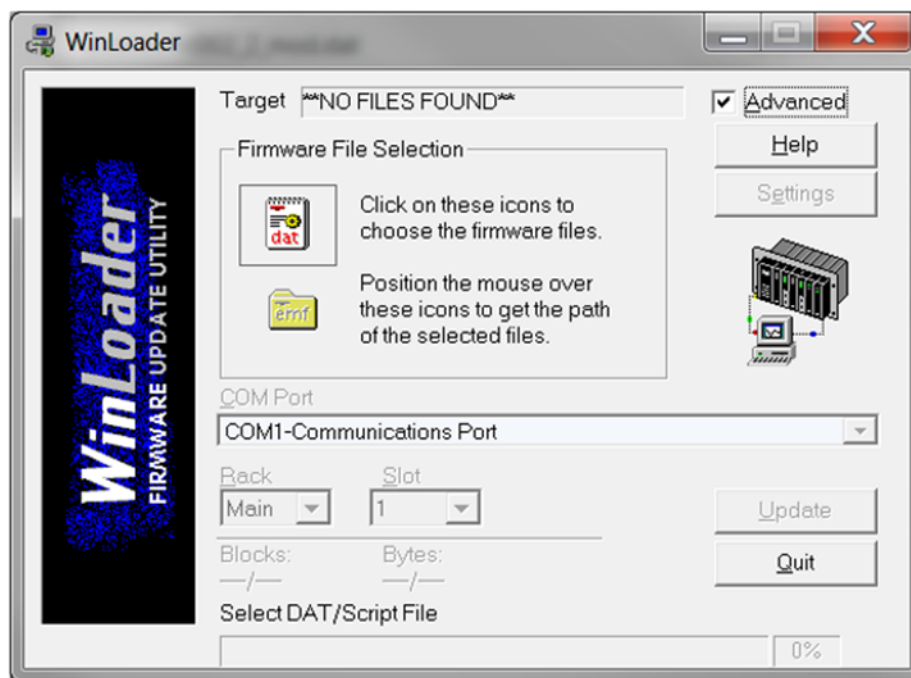 WinLoader
Target **NO FILES FOUND**
Advanced
Firmware File Selection
Help
Settings
dat
Click on these icons to
choose the firmware files.
emf
Position the mouse over
these icons to get the path
of the selected files.
WinLoader
FIRMWARE UPDATE UTILITY
COM Port
COM1-Communications Port
Rack
Slot
Main
1
Update
Blocks:
Bytes:
—/—
—/—
Quit
Select DAT/Script File
0%